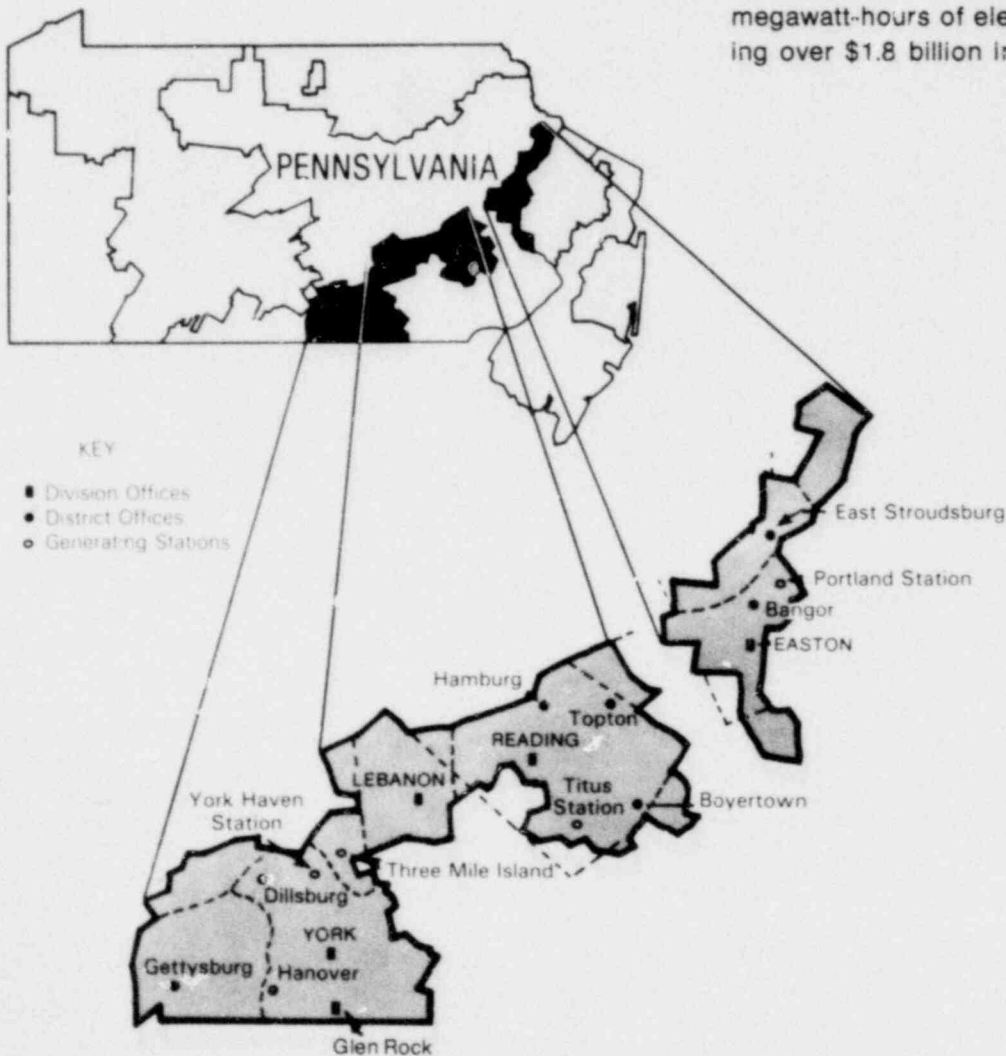 megawatt-hours of ele
ing over $1.8 billion i
PENNSYLVANIA
KEY
Division Offices
District Offices
Generating Stations
East Stroudsburg
Portland Station
Bangor
EASTON
Hamburg
Topton
READING
LEBANON
Titus
Station
Boyertown
York Haven
Station
Three Mile Island
Dillsburg
YORK
Gettysburg
Hanover
Glen Rock